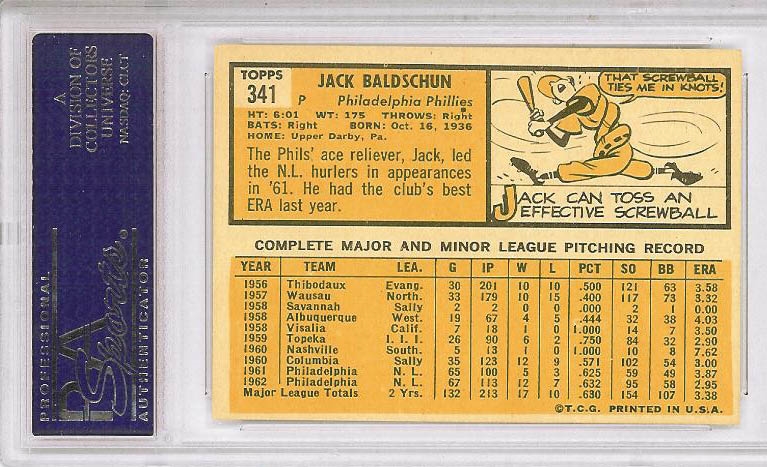 A
DIVISION OF
COLLECTORS
UNIVERSE
NASDAQ: CLCT
PROFESSIONAL
PSA
Sports
AUTHENTICATOR
TOPPS
341
JACK BALDSCHUN
P Philadelphia Phillies
HT: 6:01 WT: 175 THROWS: Right
BATS: Right BORN: Oct. 16, 1936
HOME: Upper Darby, Pa.
The Phils' ace reliever, Jack, led
the N.L. hurlers in appearances
in '61. He had the club's best
ERA last year.
THAT SCREWBALL
TIES ME IN KNOTS!
JACK CAN TOSS AN
EFFECTIVE SCREWBALL
COMPLETE MAJOR AND MINOR LEAGUE PITCHING RECORD
YEAR TEAM LEA. G IP W L PCT SO BB ERA
1956 Thibodaux Evang. 30 201 10 10 .500 121 63 3.58
1957 Wausau North. 33 179 10 15 .400 117 73 3.32
1958 Savannah Sally 2 2 0 0 .000 2 1 0.00
1958 Albuquerque West. 19 67 4 5 .444 32 38 4.03
1958 Visalia Calif. 7 18 1 0 1.000 14 7 3.50
1959 Topeka I. I. I. 26 90 6 2 .750 84 32 2.90
1960 Nashville South. 5 13 1 0 1.000 10 8 7.62
1960 Columbia Sally 35 123 12 9 .571 102 54 3.00
1961 Philadelphia N. L. 65 100 5 3 .625 59 49 3.87
1962 Philadelphia N. L. 67 113 12 7 .632 95 58 2.95
Major League Totals 2 Yrs. 132 213 17 10 .630 154 107 3.38
©T.C.G. PRINTED IN U.S.A.